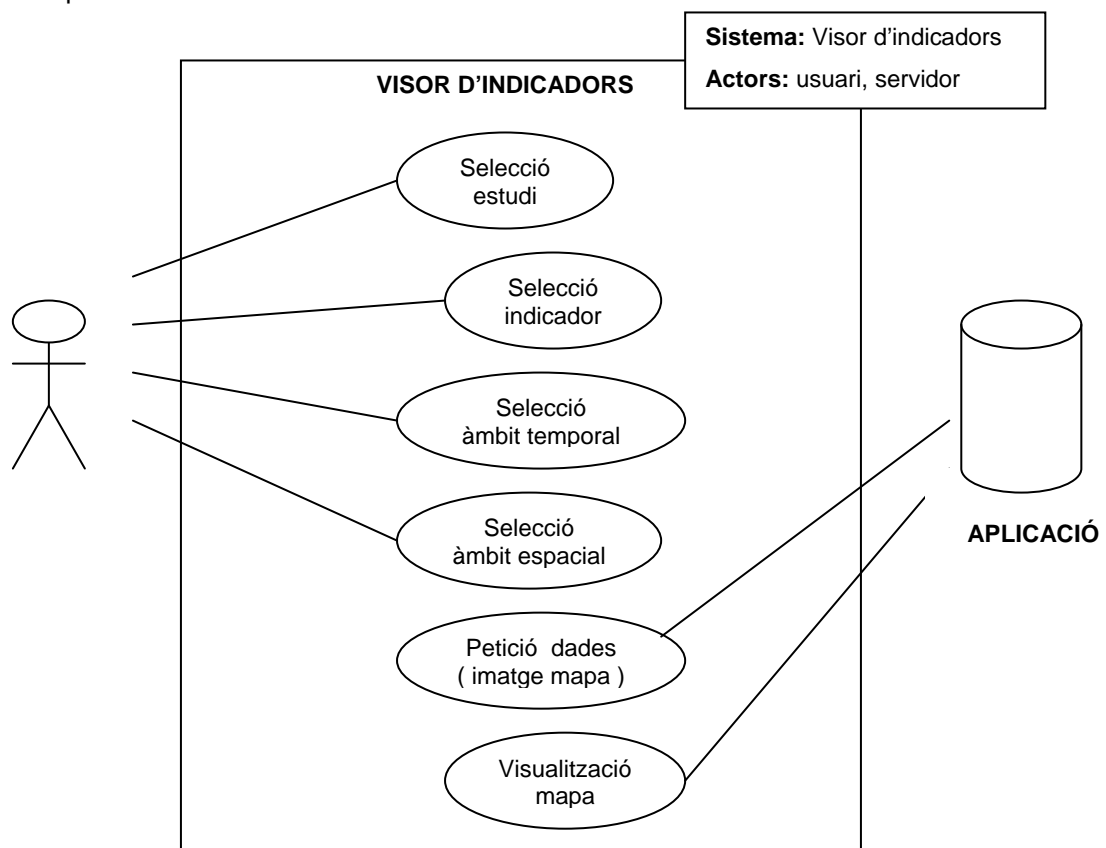 Sistema: Visor d'indicadors
Actors: usuari, servidor
VISOR D'INDICADORS
Selecció
estudi
Selecció
indicador
Selecció
àmbit temporal
Selecció
àmbit espacial
APLICACIÓ
Petició dades
( imatge mapa )
Visualització
mapa